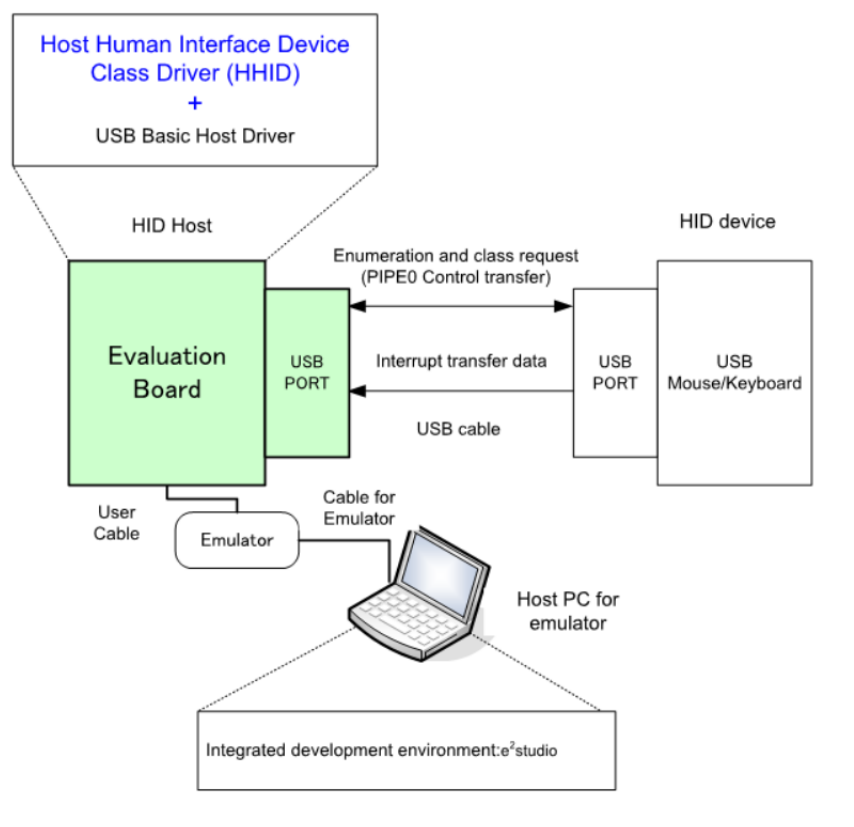 Host Human Interface Device
Class Driver (HHID)
+
USB Basic Host Driver
HID Host
HID device
Enumeration and class request
(PIPE0 Control transfer)
Evaluation
Board
USB
PORT
Interrupt transfer data
USB
PORT
USB
Mouse/Keyboard
USB cable
User
Cable
Cable for
Emulator
Emulator
Host PC for
emulator
Integrated development environment:e²studio